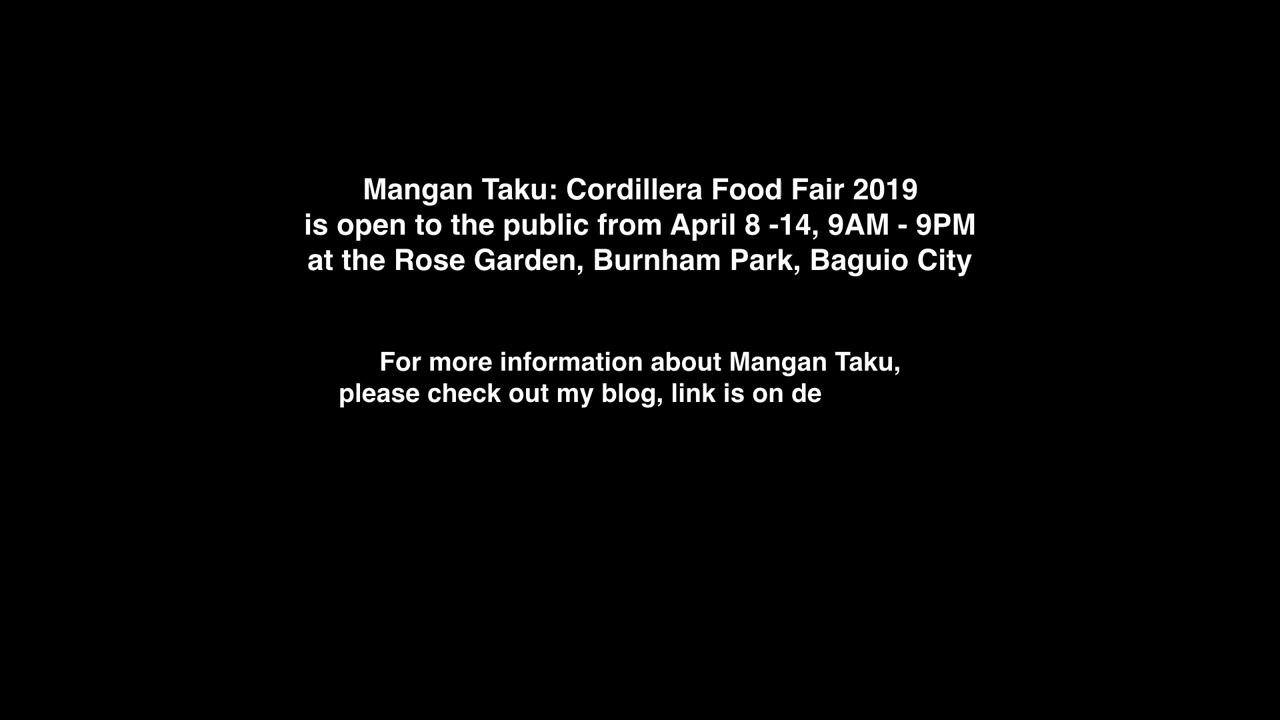 Mangan Taku: Cordillera Food Fair 2019
is open to the public from April 8 -14, 9AM - 9PM
at the Rose Garden, Burnham Park, Baguio City
For more information about Mangan Taku,
please check out my blog, link is on de